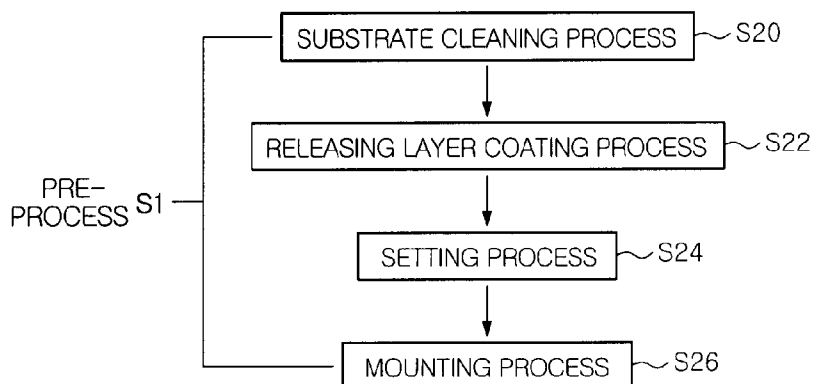 SUBSTRATE CLEANING PROCESS S20
RELEASING LAYER COATING PROCESS S22
PRE-
PROCESS S1
SETTING PROCESS S24
MOUNTING PROCESS S26